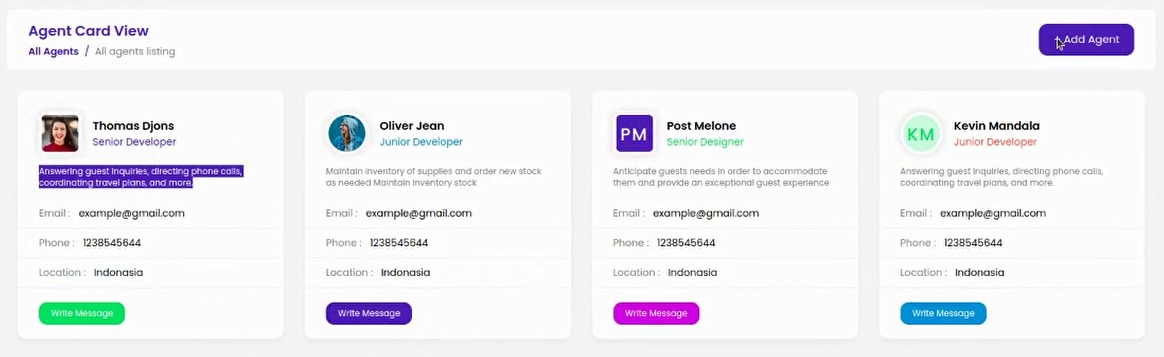 Agent Card View
All Agents / All agents listing
+ Add Agent
Thomas Djons
Senior Developer
Answering guest inquiries, directing phone calls,
coordinating travel plans, and more.
Email : example@gmail.com
Phone : 1238545644
Location : Indonasia
Write Message
Oliver Jean
Junior Developer
Maintain inventory of supplies and order new stock
as needed Maintain inventory stock
Email : example@gmail.com
Phone : 1238545644
Location : Indonasia
Write Message
PM
Post Melone
Senior Designer
Anticipate guests needs in order to accommodate
them and provide an exceptional guest experience
Email : example@gmail.com
Phone : 1238545644
Location : Indonasia
Write Message
KM
Kevin Mandala
Junior Developer
Answering guest inquiries, directing phone calls,
coordinating travel plans, and more.
Email : example@gmail.com
Phone : 1238545644
Location : Indonasia
Write Message